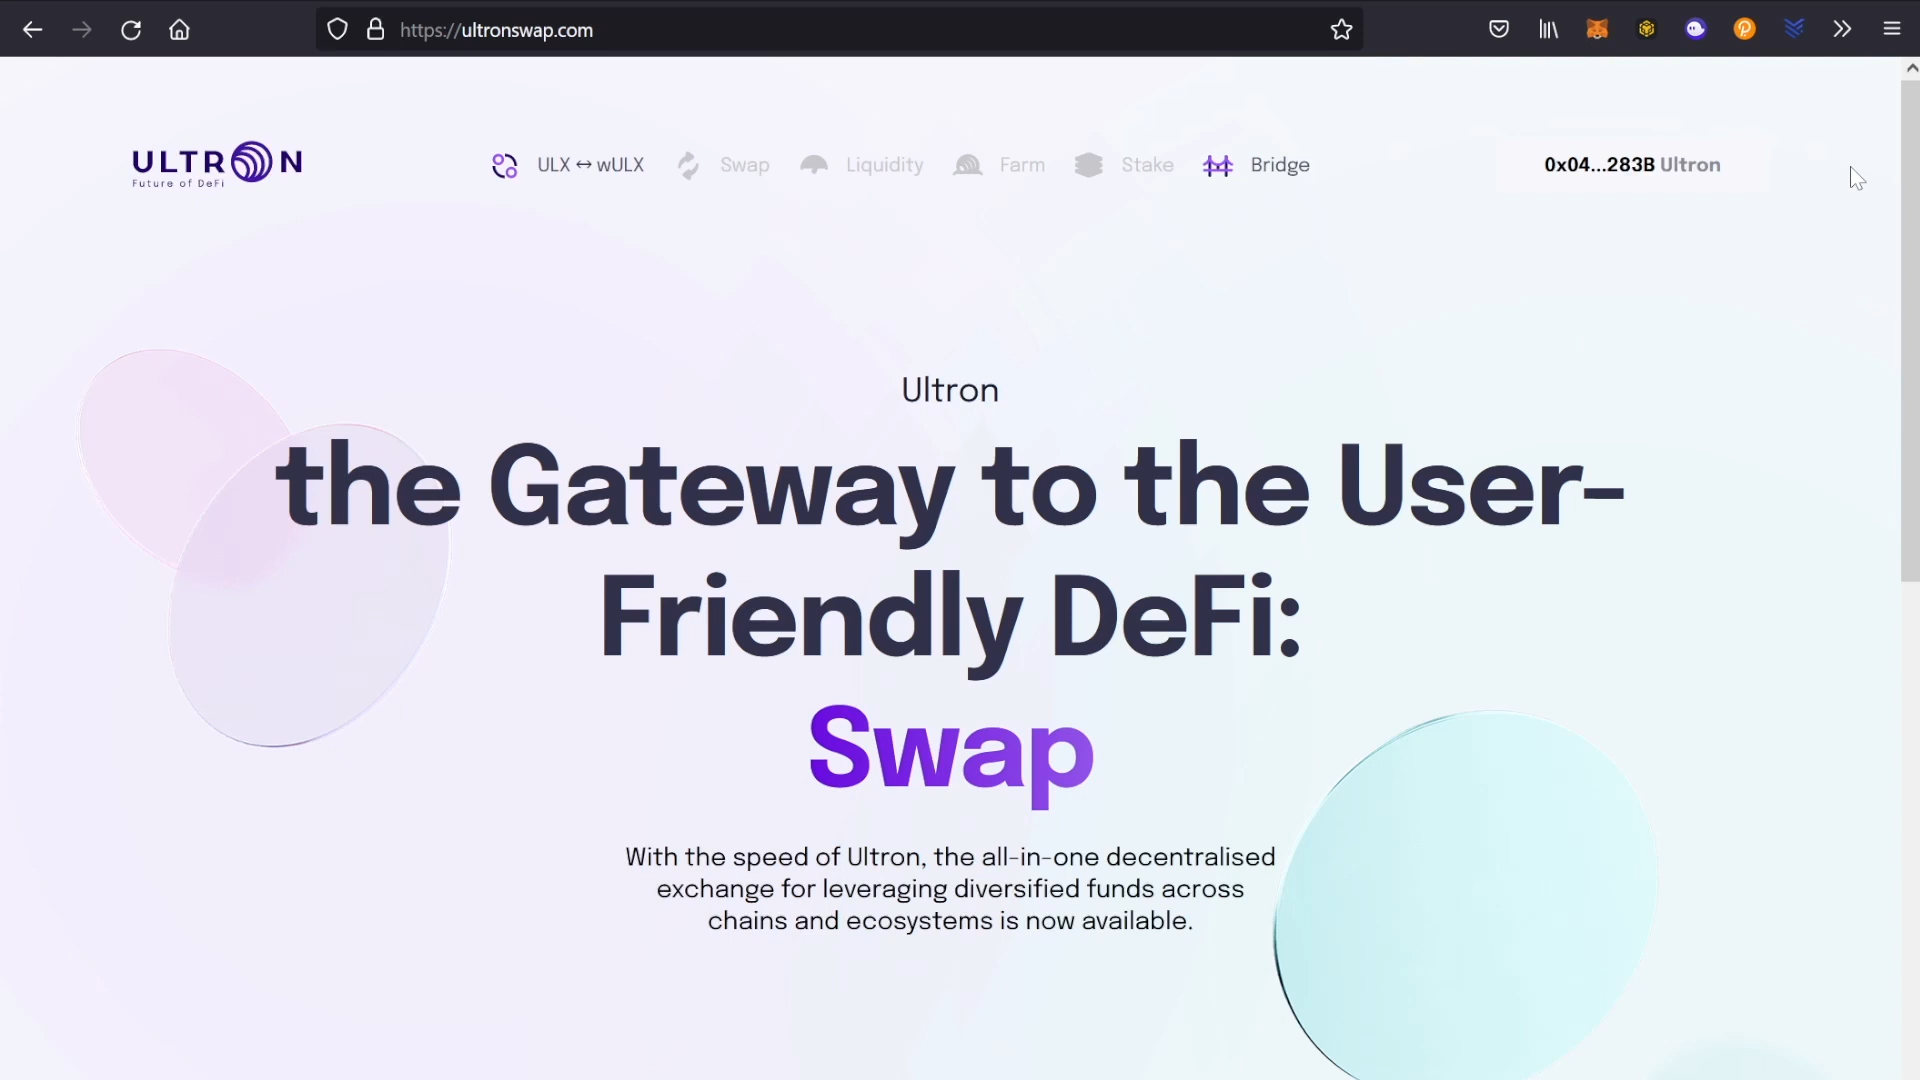 https://ultronswap.com
ULTRON
Future of DeFi
ULX ↔ wULX
Swap
Liquidity
Farm
Stake
Bridge
0x04...283B Ultron
Ultron
the Gateway to the User-
Friendly DeFi:
Swap
With the speed of Ultron, the all-in-one decentralised
exchange for leveraging diversified funds across
chains and ecosystems is now available.